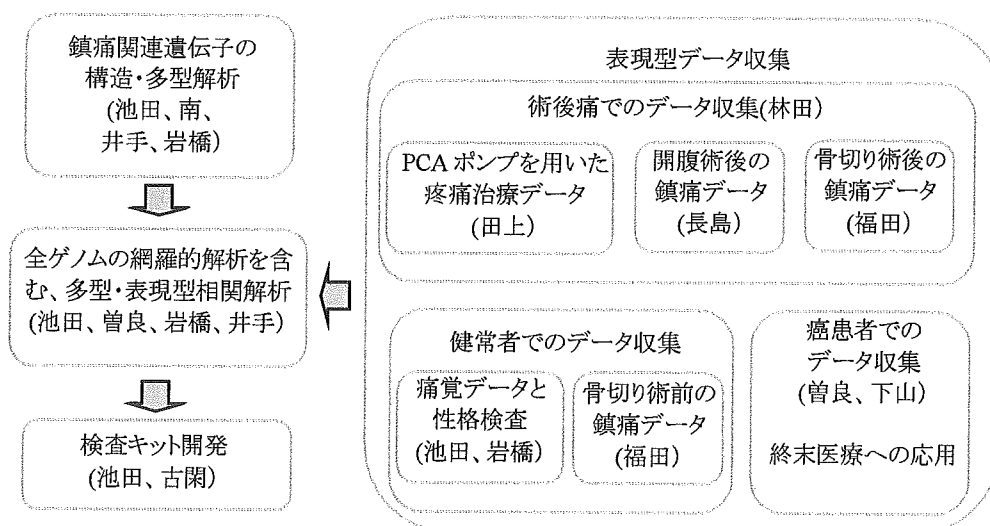 鎮痛関連遺伝子の
構造・多型解析
(池田、南、
井手、岩橋)
全ゲノムの網羅的解析を含
む、多型・表現型相関解析
(池田、曽良、岩橋、井手)
検査キット開発
(池田、古閑)
表現型データ収集
術後痛でのデータ収集(林田)
PCAポンプを用いた
疼痛治療データ
(田上)
開腹術後の
鎮痛データ
(長島)
骨切り術後の
鎮痛データ
(福田)
健常者でのデータ収集
痛覚データと
性格検査
(池田、岩橋)
骨切り術前の
鎮痛データ
(福田)
癌患者での
データ収集
(曽良、下山)
終末医療への応用